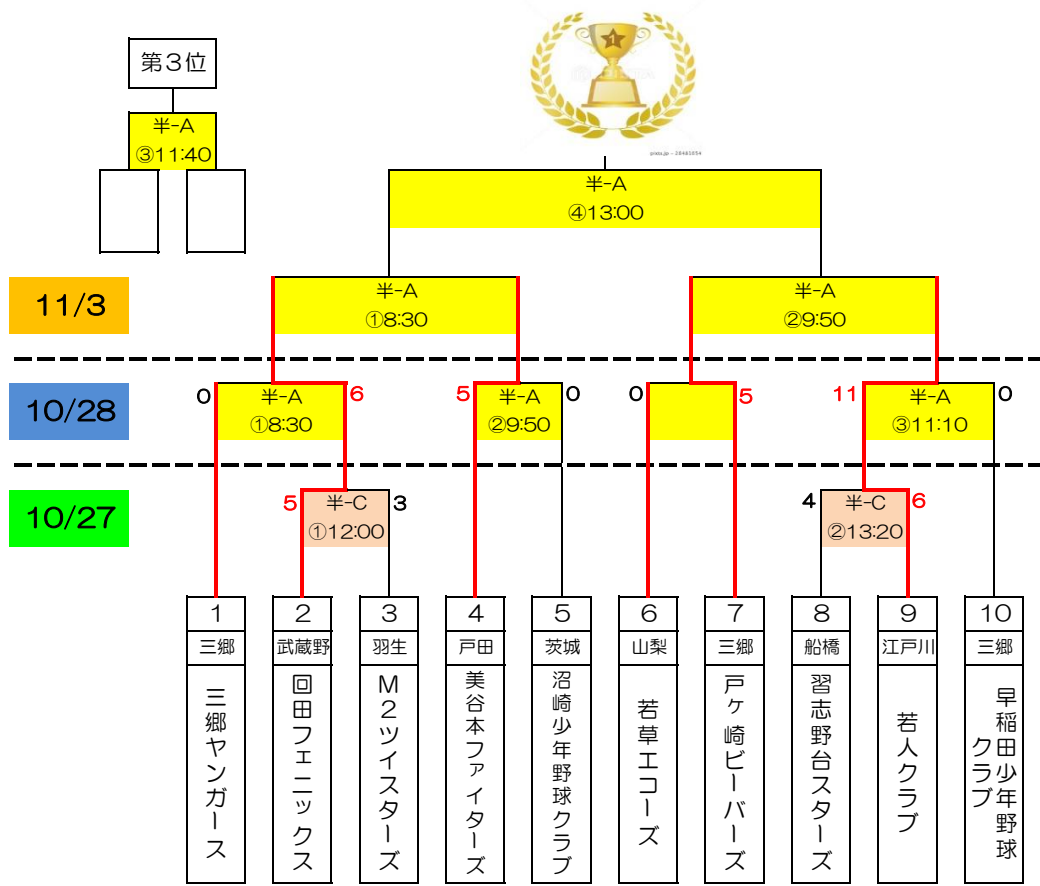 第3位
半-A
③11:40
1
pixta.jp - 28483654
半-A
④13:00
11/3
半-A
①8:30
半-A
②9:50
10/28
0
半-A
①8:30
6
5
半-A
②9:50
0
0
5
11
半-A
③11:10
0
10/27
5
半-C
①12:00
3
4
半-C
②13:20
6
1
三郷
三郷ヤンガース
2
武蔵野
回田フェニックス
3
羽生
M2ツイスターズ
4
戸田
美谷本ファイターズ
5
茨城
沼崎少年野球クラブ
6
山梨
若草エコーズ
7
三郷
戸ヶ崎ビーバーズ
8
船橋
習志野台スターズ
9
江戸川
若人クラブ
10
三郷
早稲田少年野球
クラブ